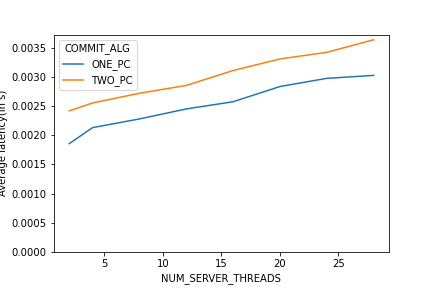 COMMIT_ALG
ONE_PC
TWO_PC
Average latency(in s)
0.0035
0.0030
0.0025
0.0020
0.0015
0.0010
0.0005
0.0000
5 10 15 20 25
NUM_SERVER_THREADS